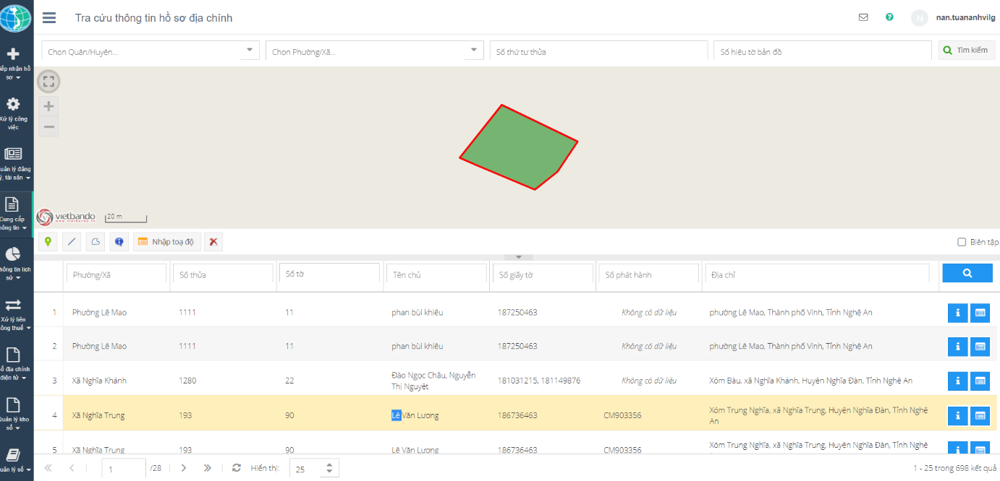 Tra cứu thông tin hồ sơ địa chính
N
nan.tuananhvilg
Chọn Quận/Huyện...
Chọn Phường/Xã...
Số thứ tự thửa
Số hiệu tờ bản đồ
Tìm kiếm
iếp nhận hồ
sơ
Xử lý công
việc
uản lý đăng
ý, tài sản
Cung cấp
hông tin
hông tin lịch
sử
Xử lý liên
ông thuế
ổ địa chính
điện tử
Quản lý kho
số
uản lý sổ
vietbando
20 m
Nhập toạ độ
Biên tập
Phường/Xã
Số thửa
Số tờ
Tên chủ
Số giấy tờ
Số phát hành
Địa chỉ
1 Phường Lê Mao 1111 11 phan bùi khiêu 187250463 Không có dữ liệu phường Lê Mao, Thành phố Vinh, Tỉnh Nghệ An
2 Phường Lê Mao 1111 11 phan bùi khiêu 187250463 Không có dữ liệu phường Lê Mao, Thành phố Vinh, Tỉnh Nghệ An
3 Xã Nghĩa Khánh 1280 22 Đào Ngọc Châu, Nguyễn
Thị Nguyệt 181031215, 181149876 Không có dữ liệu Xóm Bàu, xã Nghĩa Khánh, Huyện Nghĩa Đàn, Tỉnh Nghệ An
4 Xã Nghĩa Trung 193 90 Lê Văn Lương 186736463 CM903356 Xóm Trung Nghĩa, xã Nghĩa Trung, Huyện Nghĩa Đàn, Tỉnh Nghệ
An
5 Xã Nghĩa Trung 193 90 Lê Văn Lương 186736463 CM903356 Xóm Trung Nghĩa, xã Nghĩa Trung, Huyện Nghĩa Đàn, Tỉnh Nghệ
1 /28 Hiển thị: 25 1 - 25 trong 698 kết quả